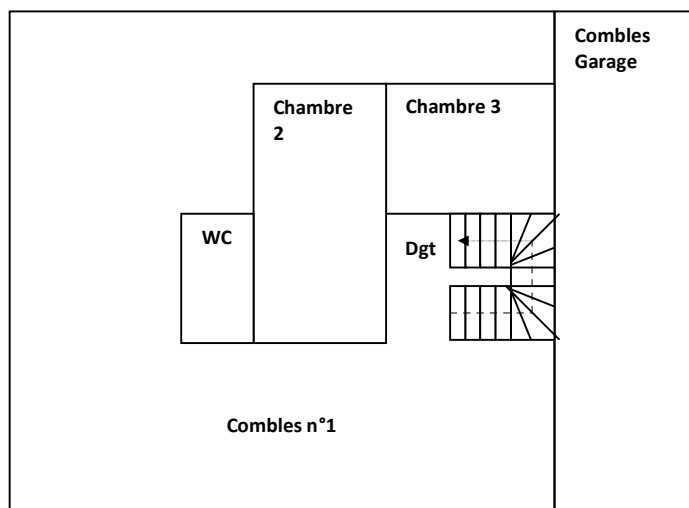 Combles
Garage
Chambre
2
Chambre 3
WC
Dgt
Combles n°1